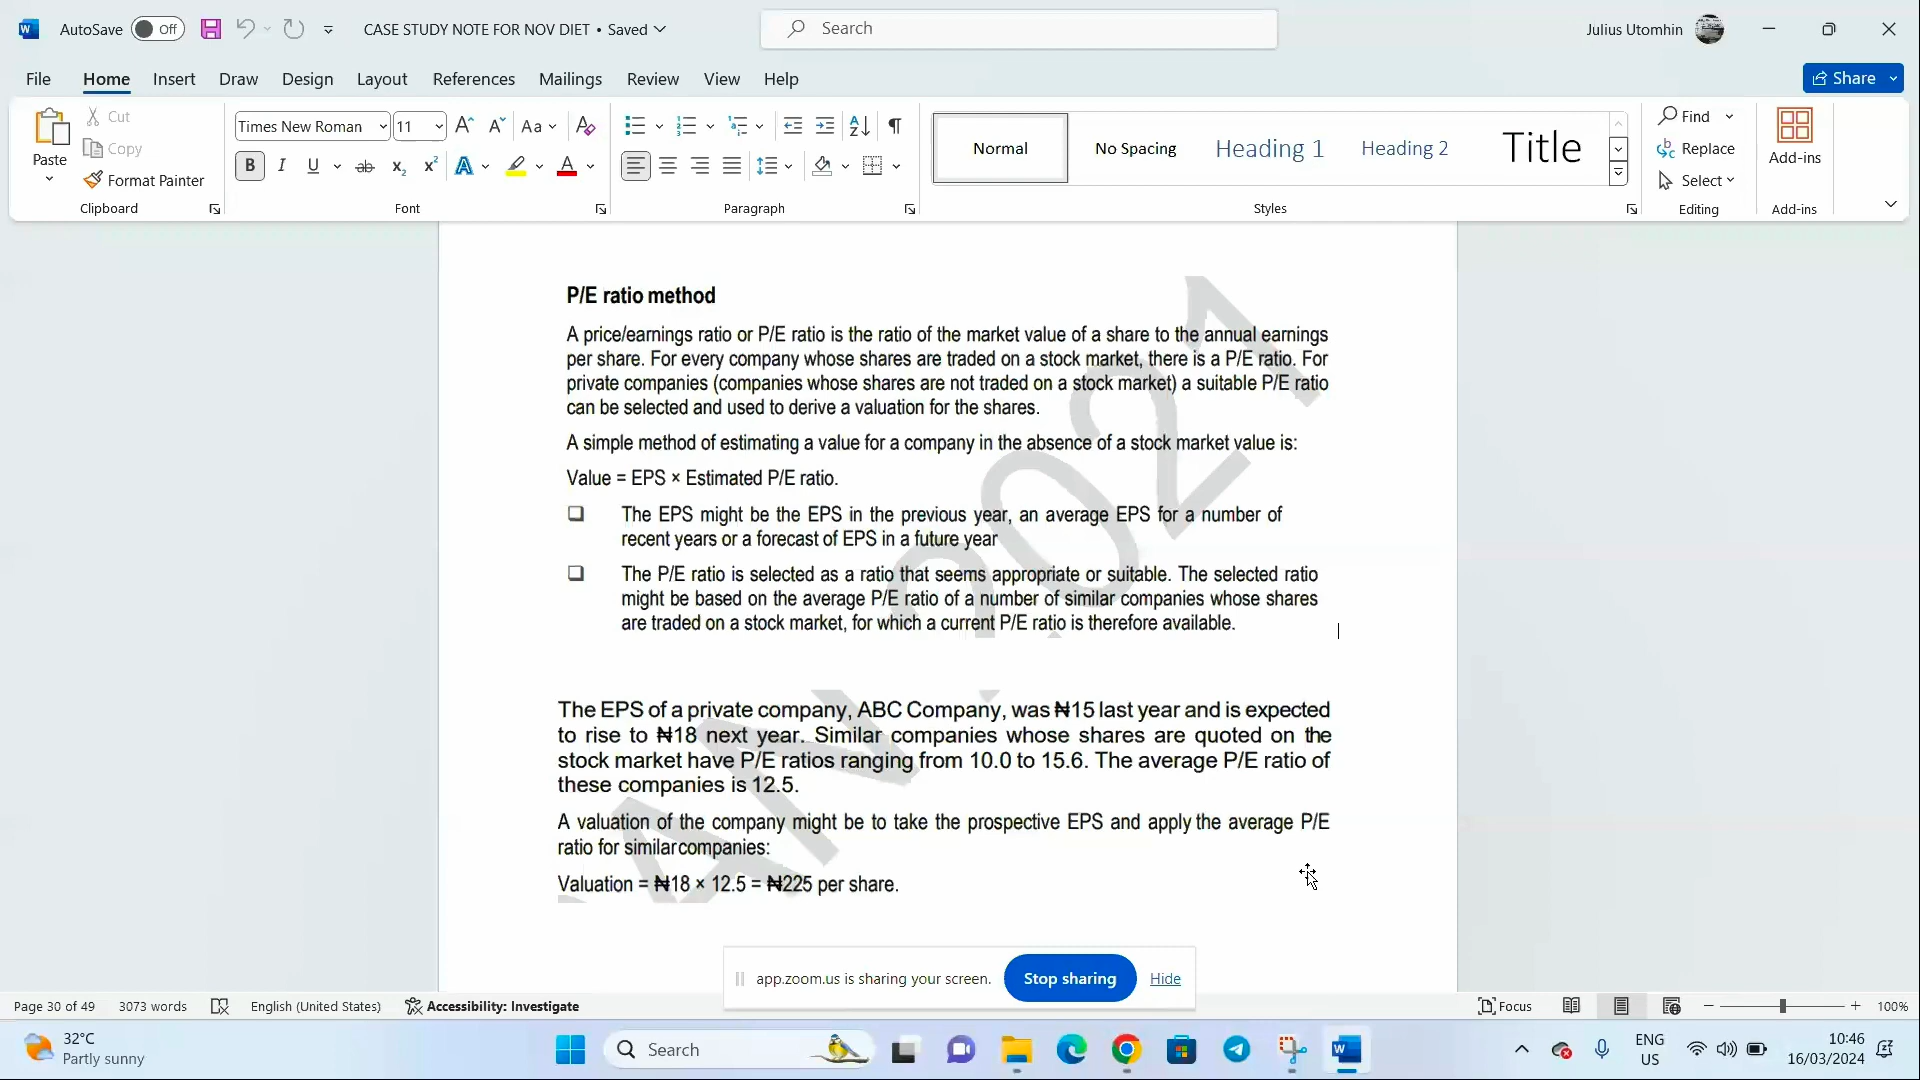 AutoSave Off CASE STUDY NOTE FOR NOV DIET • Saved Search Julius Utomhin
File Home Insert Draw Design Layout References Mailings Review View Help Share
Paste Cut Copy Format Painter Clipboard
Times New Roman 11 Aa
B I U ab x₂ x² A A Font
Paragraph
Normal No Spacing Heading 1 Heading 2 Title Styles
Find Replace Select Editing
Add-ins Add-ins
P/E ratio method
A price/earnings ratio or P/E ratio is the ratio of the market value of a share to the annual earnings
per share. For every company whose shares are traded on a stock market, there is a P/E ratio. For
private companies (companies whose shares are not traded on a stock market) a suitable P/E ratio
can be selected and used to derive a valuation for the shares.
A simple method of estimating a value for a company in the absence of a stock market value is:
Value = EPS × Estimated P/E ratio.
❑ The EPS might be the EPS in the previous year, an average EPS for a number of
recent years or a forecast of EPS in a future year
❑ The P/E ratio is selected as a ratio that seems appropriate or suitable. The selected ratio
might be based on the average P/E ratio of a number of similar companies whose shares
are traded on a stock market, for which a current P/E ratio is therefore available.
The EPS of a private company, ABC Company, was ₦15 last year and is expected
to rise to ₦18 next year. Similar companies whose shares are quoted on the
stock market have P/E ratios ranging from 10.0 to 15.6. The average P/E ratio of
these companies is 12.5.
A valuation of the company might be to take the prospective EPS and apply the average P/E
ratio for similar companies:
Valuation = ₦18 × 12.5 = ₦225 per share.
app.zoom.us is sharing your screen. Stop sharing Hide
Page 30 of 49 3073 words English (United States) Accessibility: Investigate Focus 100%
32°C
Partly sunny
Search
ENG
US
10:46
16/03/2024